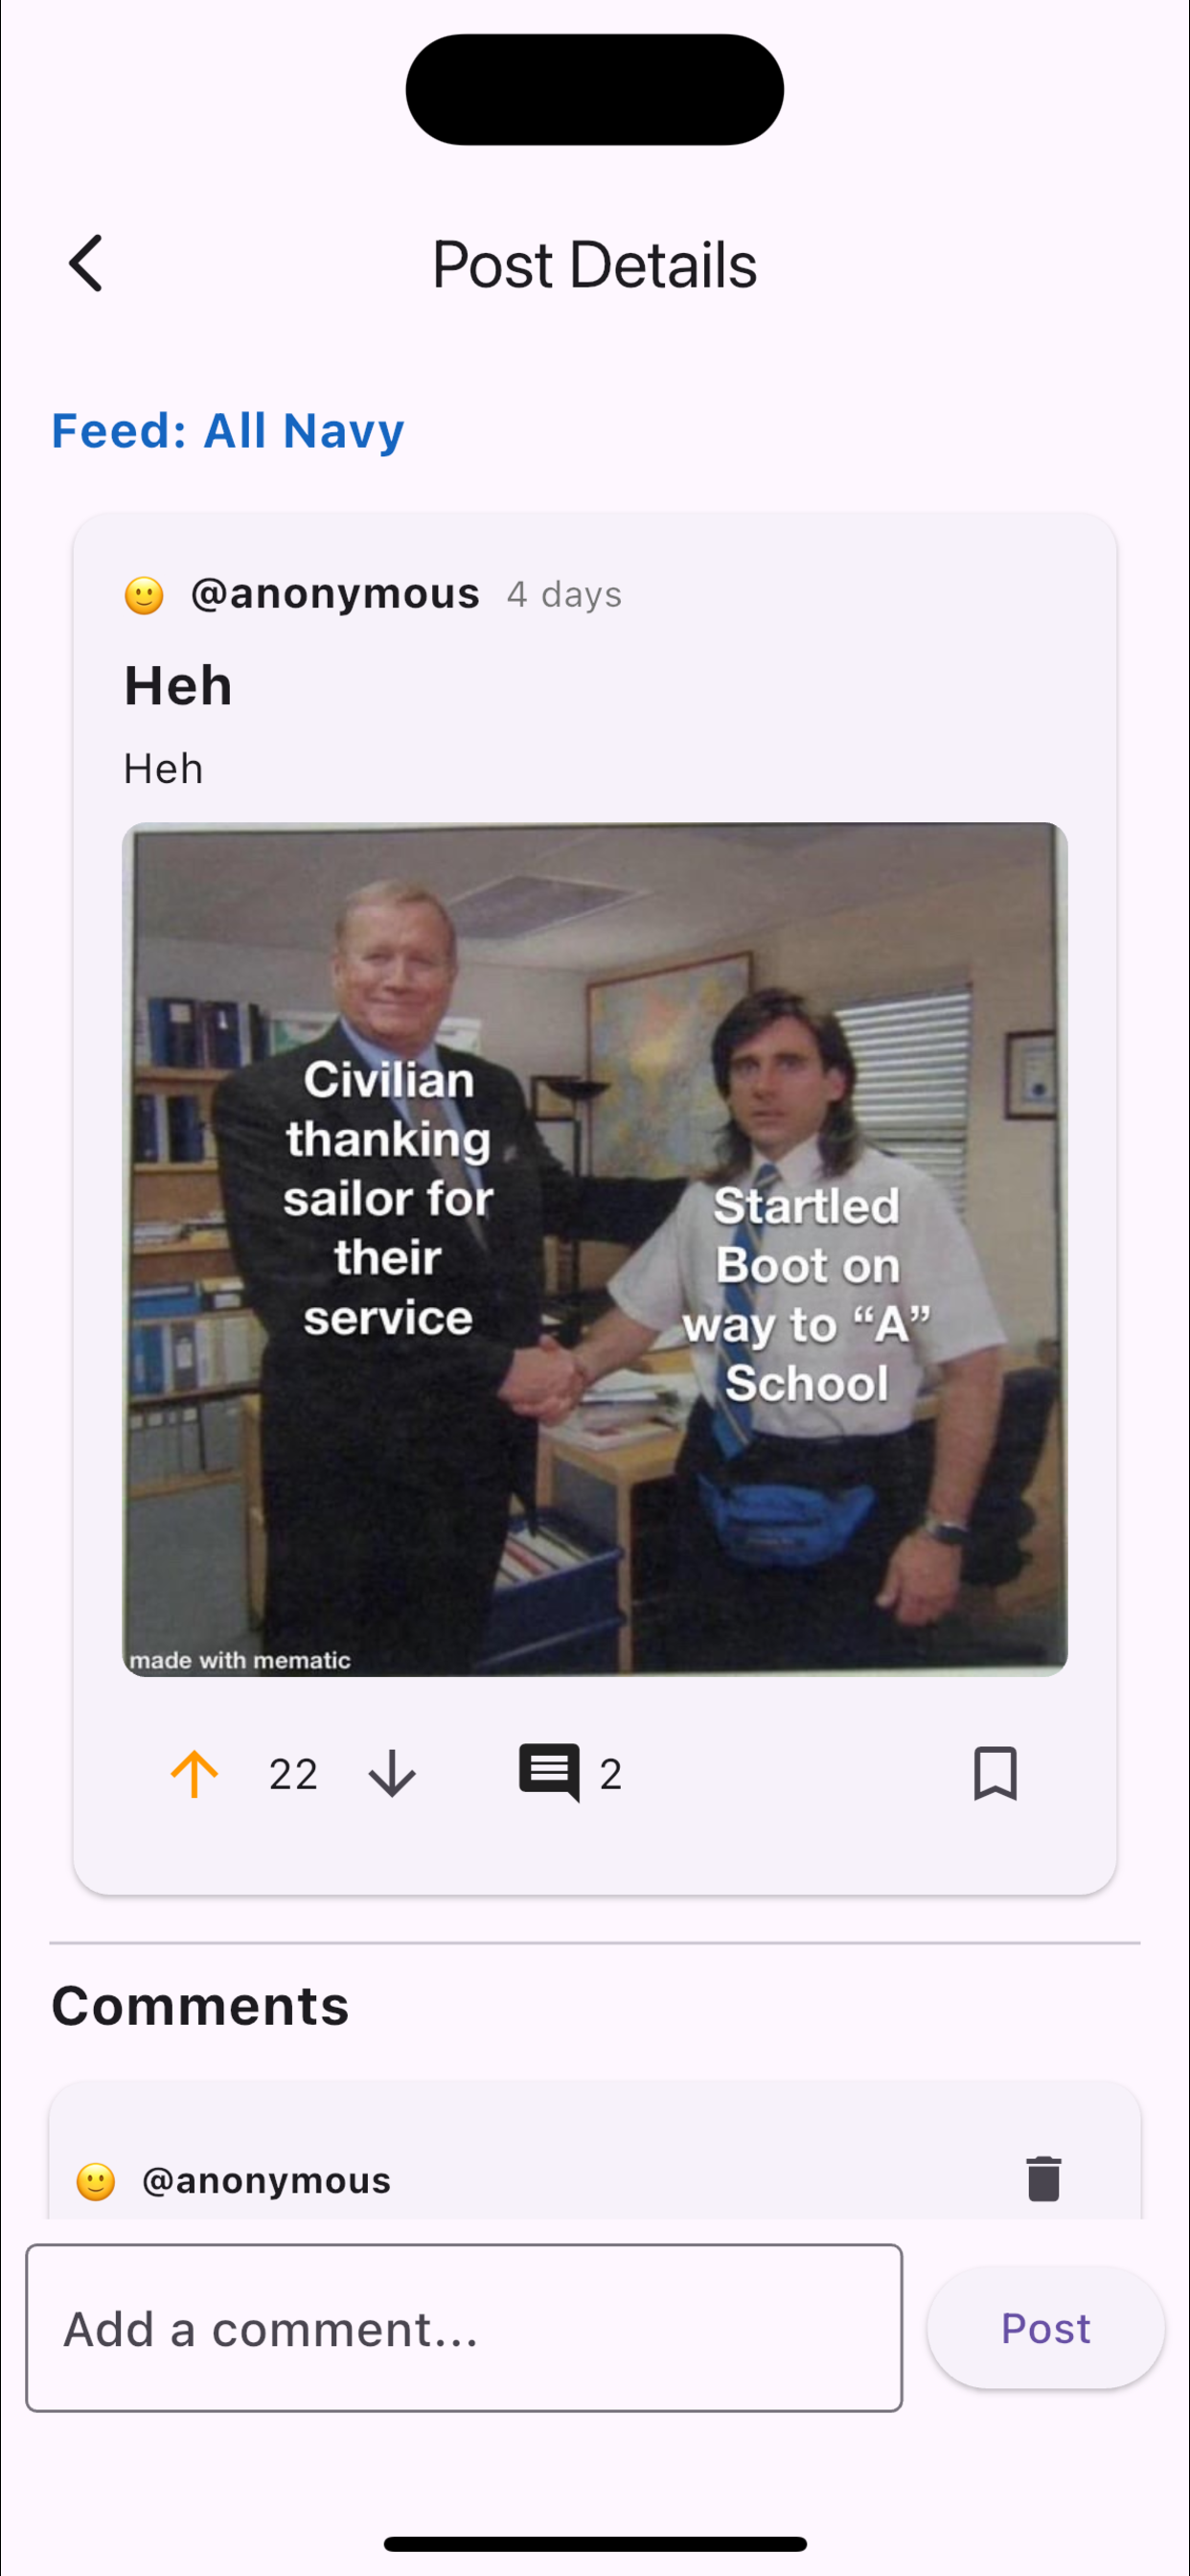 Post Details
Feed: All Navy
@anonymous 4 days
Heh
Heh
Civilian
thanking
sailor for
their
service
Startled
Boot on
way to “A”
School
made with mematic
22
2
Comments
@anonymous
Add a comment...
Post